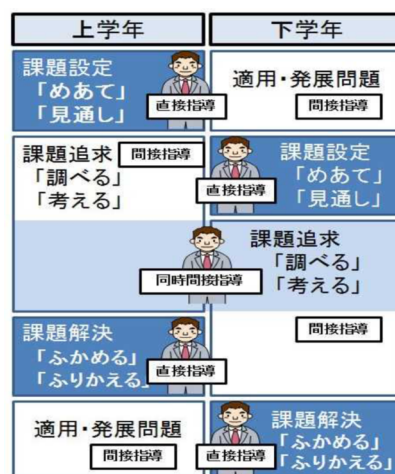 上学年
下学年
課題設定
「めあて」
「見通し」
直接指導
適用・発展問題
間接指導
課題追求
間接指導
「調べる」
「考える」
直接指導
課題設定
「めあて」
「見通し」
課題追求
「調べる」
「考える」
同時間接指導
課題解決
「ふかめる」
「ふりかえる」
直接指導
間接指導
適用・発展問題
間接指導
直接指導
課題解決
「ふかめる」
「ふりかえる」